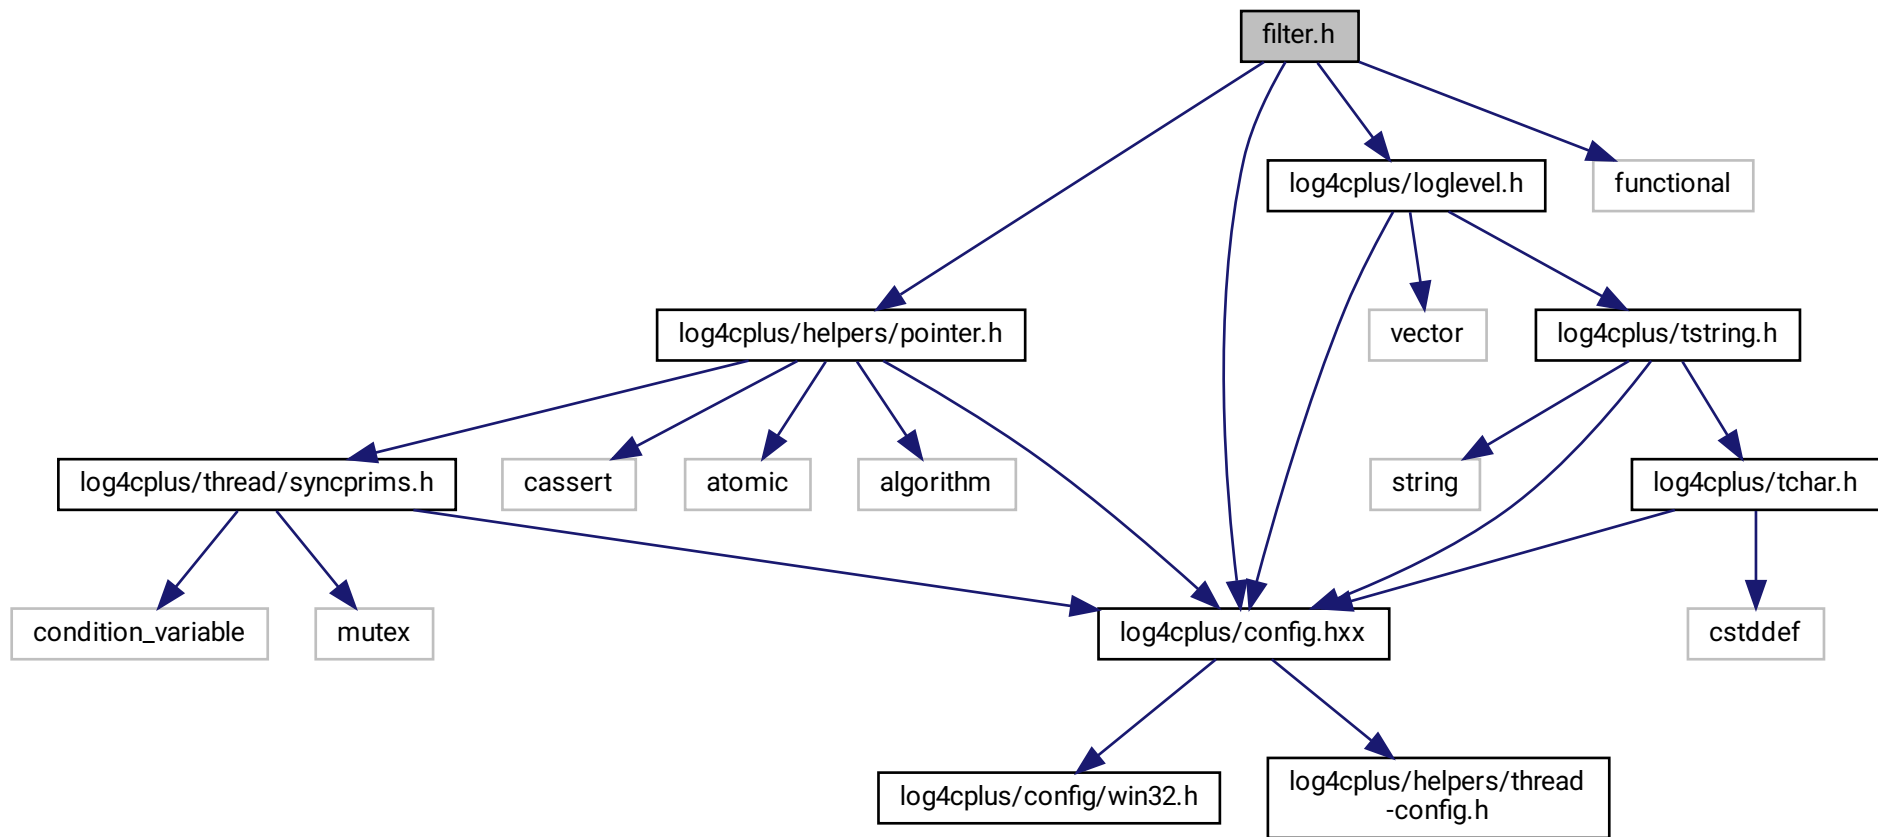 filter.h
log4cplus/loglevel.h
functional
log4cplus/helpers/pointer.h
vector
log4cplus/tstring.h
log4cplus/thread/syncprims.h
cassert
atomic
algorithm
string
log4cplus/tchar.h
condition_variable
mutex
log4cplus/config.hxx
cstddef
log4cplus/config/win32.h
log4cplus/helpers/thread
-config.h